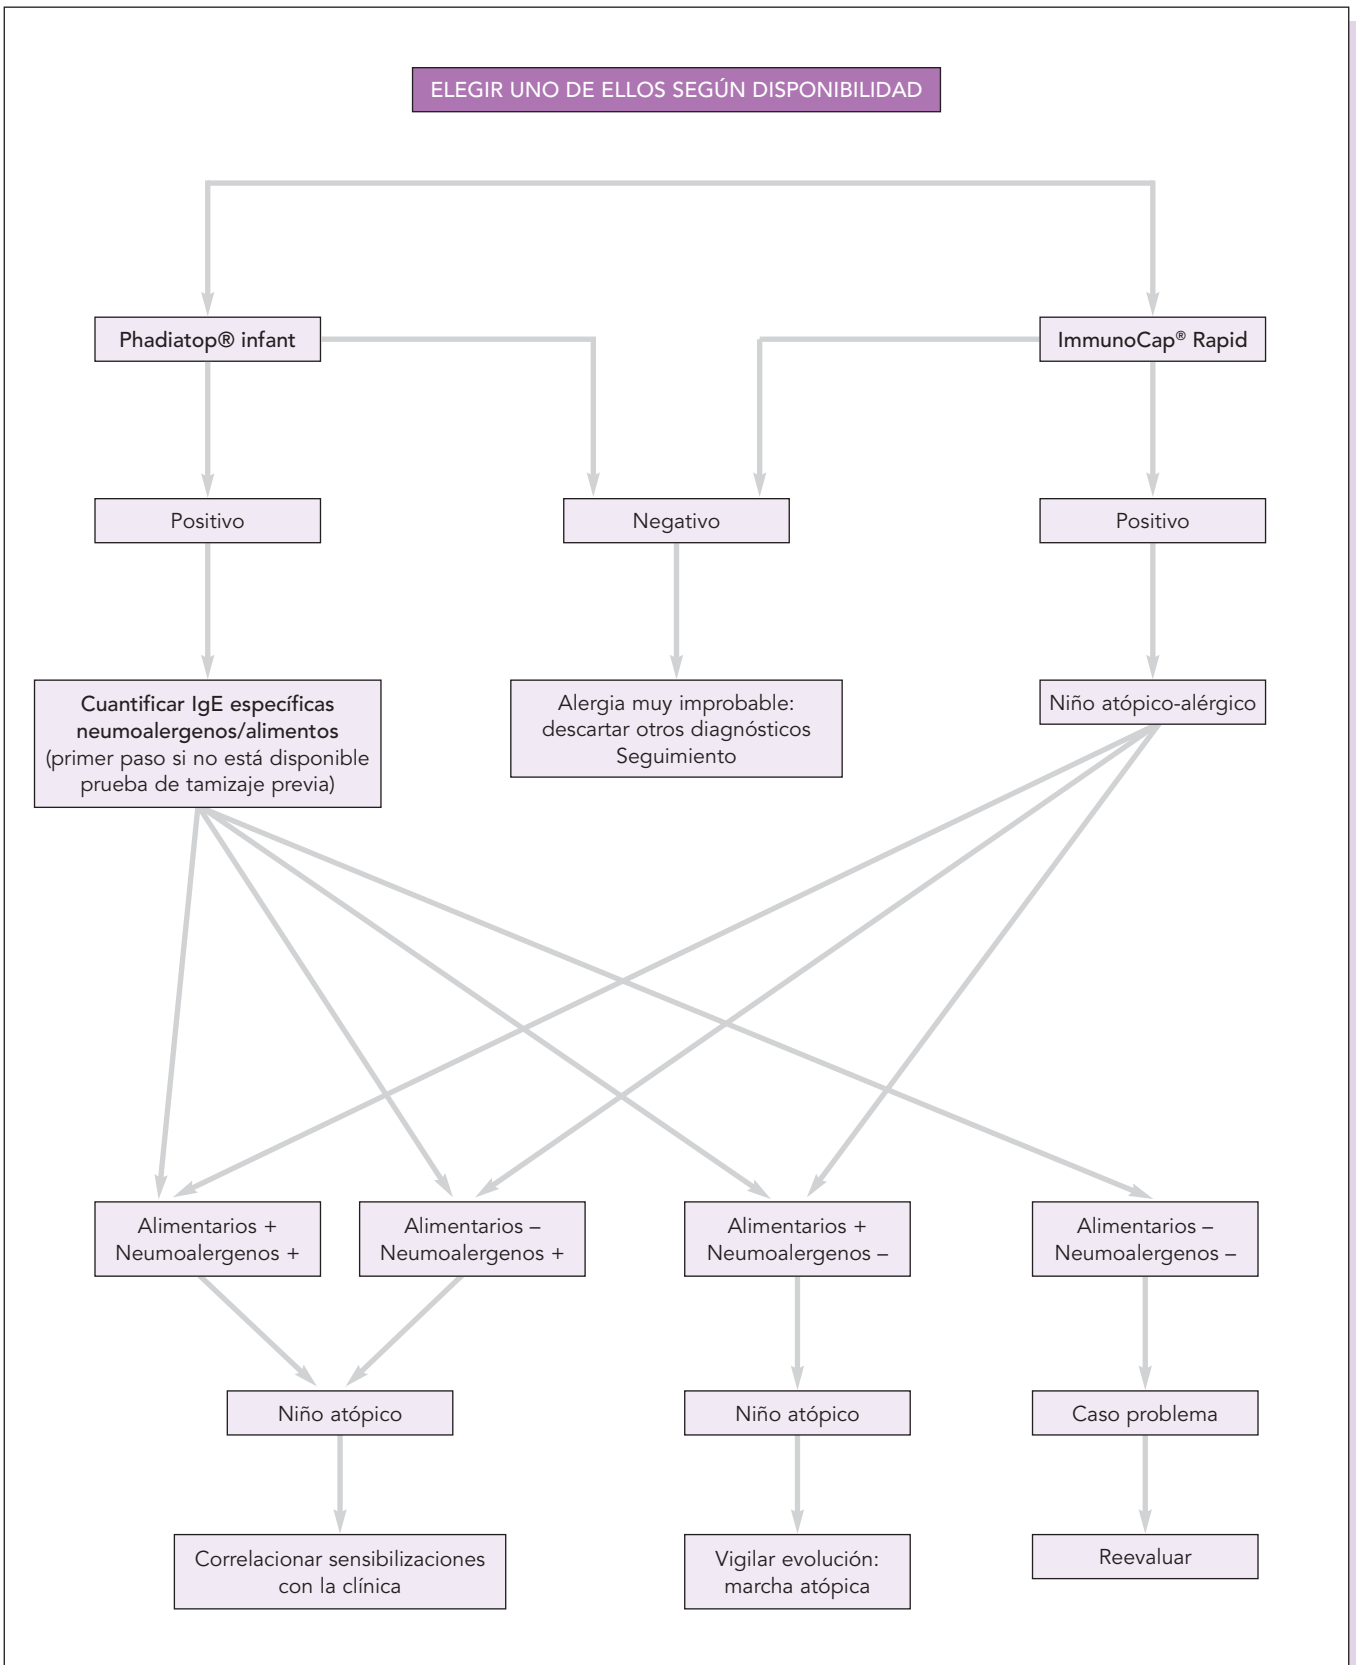 ELEGIR UNO DE ELLOS SEGÚN DISPONIBILIDAD
Phadiatop® infant
ImmunoCap® Rapid
Positivo
Negativo
Positivo
Cuantificar IgE específicas
neumoalergenos/alimentos
(primer paso si no está disponible
prueba de tamizaje previa)
Alergia muy improbable:
descartar otros diagnósticos
Seguimiento
Niño atópico-alérgico
Alimentarios +
Neumoalergenos +
Alimentarios –
Neumoalergenos +
Alimentarios +
Neumoalergenos –
Alimentarios –
Neumoalergenos –
Niño atópico
Niño atópico
Caso problema
Correlacionar sensibilizaciones
con la clínica
Vigilar evolución:
marcha atópica
Reevaluar